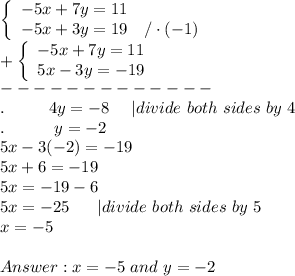 { -5x + 7y = 11
{ -5x + 3y = 19 / · (-1)
+ { -5x + 7y = 11
{ 5x - 3y = -19
- - - - - - - - - - - - -
. 4y = -8 |divide both sides by 4
. y = -2
5x - 3(-2) = -19
5x + 6 = -19
5x = -19 - 6
5x = -25 |divide both sides by 5
x = -5
Answer : x = -5 and y = -2